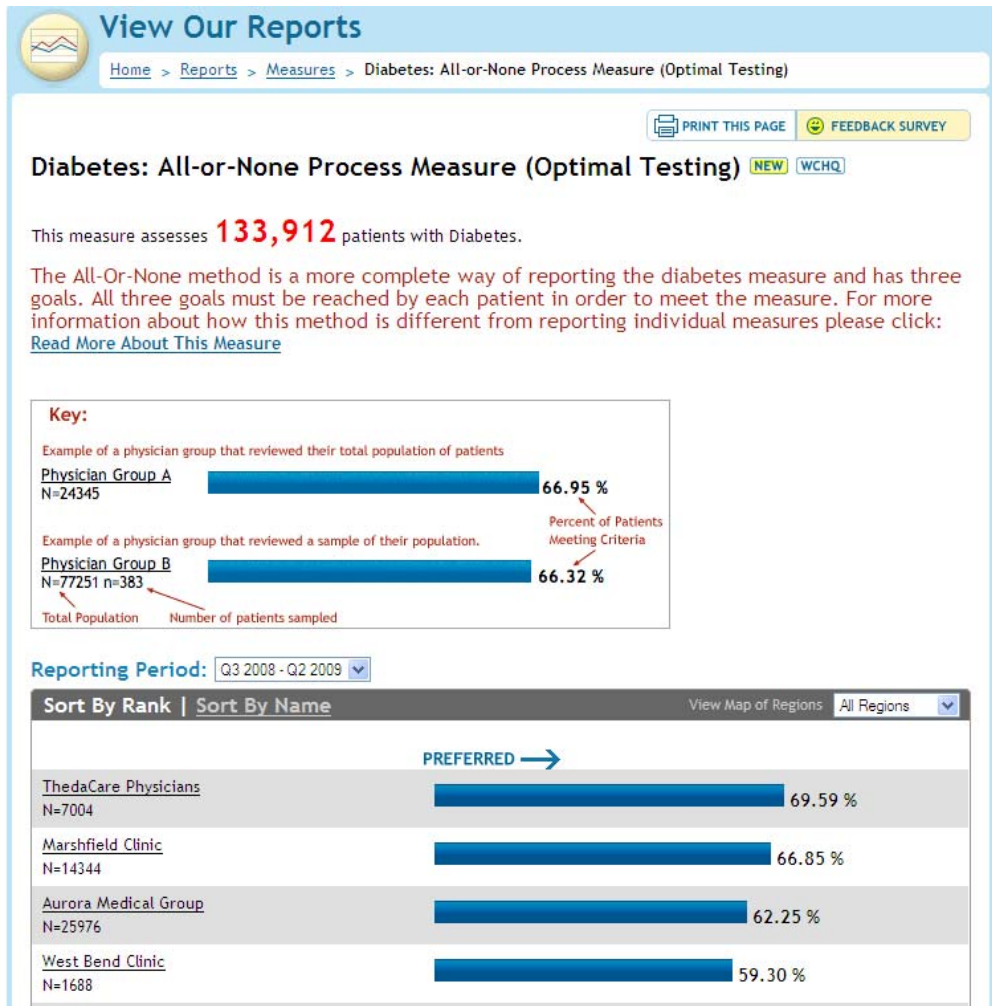 View Our Reports
Home > Reports > Measures > Diabetes: All-or-None Process Measure (Optimal Testing)
PRINT THIS PAGE FEEDBACK SURVEY
Diabetes: All-or-None Process Measure (Optimal Testing) NEW WCHQ
This measure assesses 133,912 patients with Diabetes.
The All-Or-None method is a more complete way of reporting the diabetes measure and has three
goals. All three goals must be reached by each patient in order to meet the measure. For more
information about how this method is different from reporting individual measures please click:
Read More About This Measure
Key:
Example of a physician group that reviewed their total population of patients
Physician Group A
N=24345
66.95 %
Percent of Patients
Meeting Criteria
Example of a physician group that reviewed a sample of their population.
Physician Group B
N=77251 n=383
66.32 %
Total Population Number of patients sampled
Reporting Period: Q3 2008 - Q2 2009
Sort By Rank | Sort By Name View Map of Regions All Regions
PREFERRED
ThedaCare Physicians
N=7004
69.59 %
Marshfield Clinic
N=14344
66.85 %
Aurora Medical Group
N=25976
62.25 %
West Bend Clinic
N=1688
59.30 %